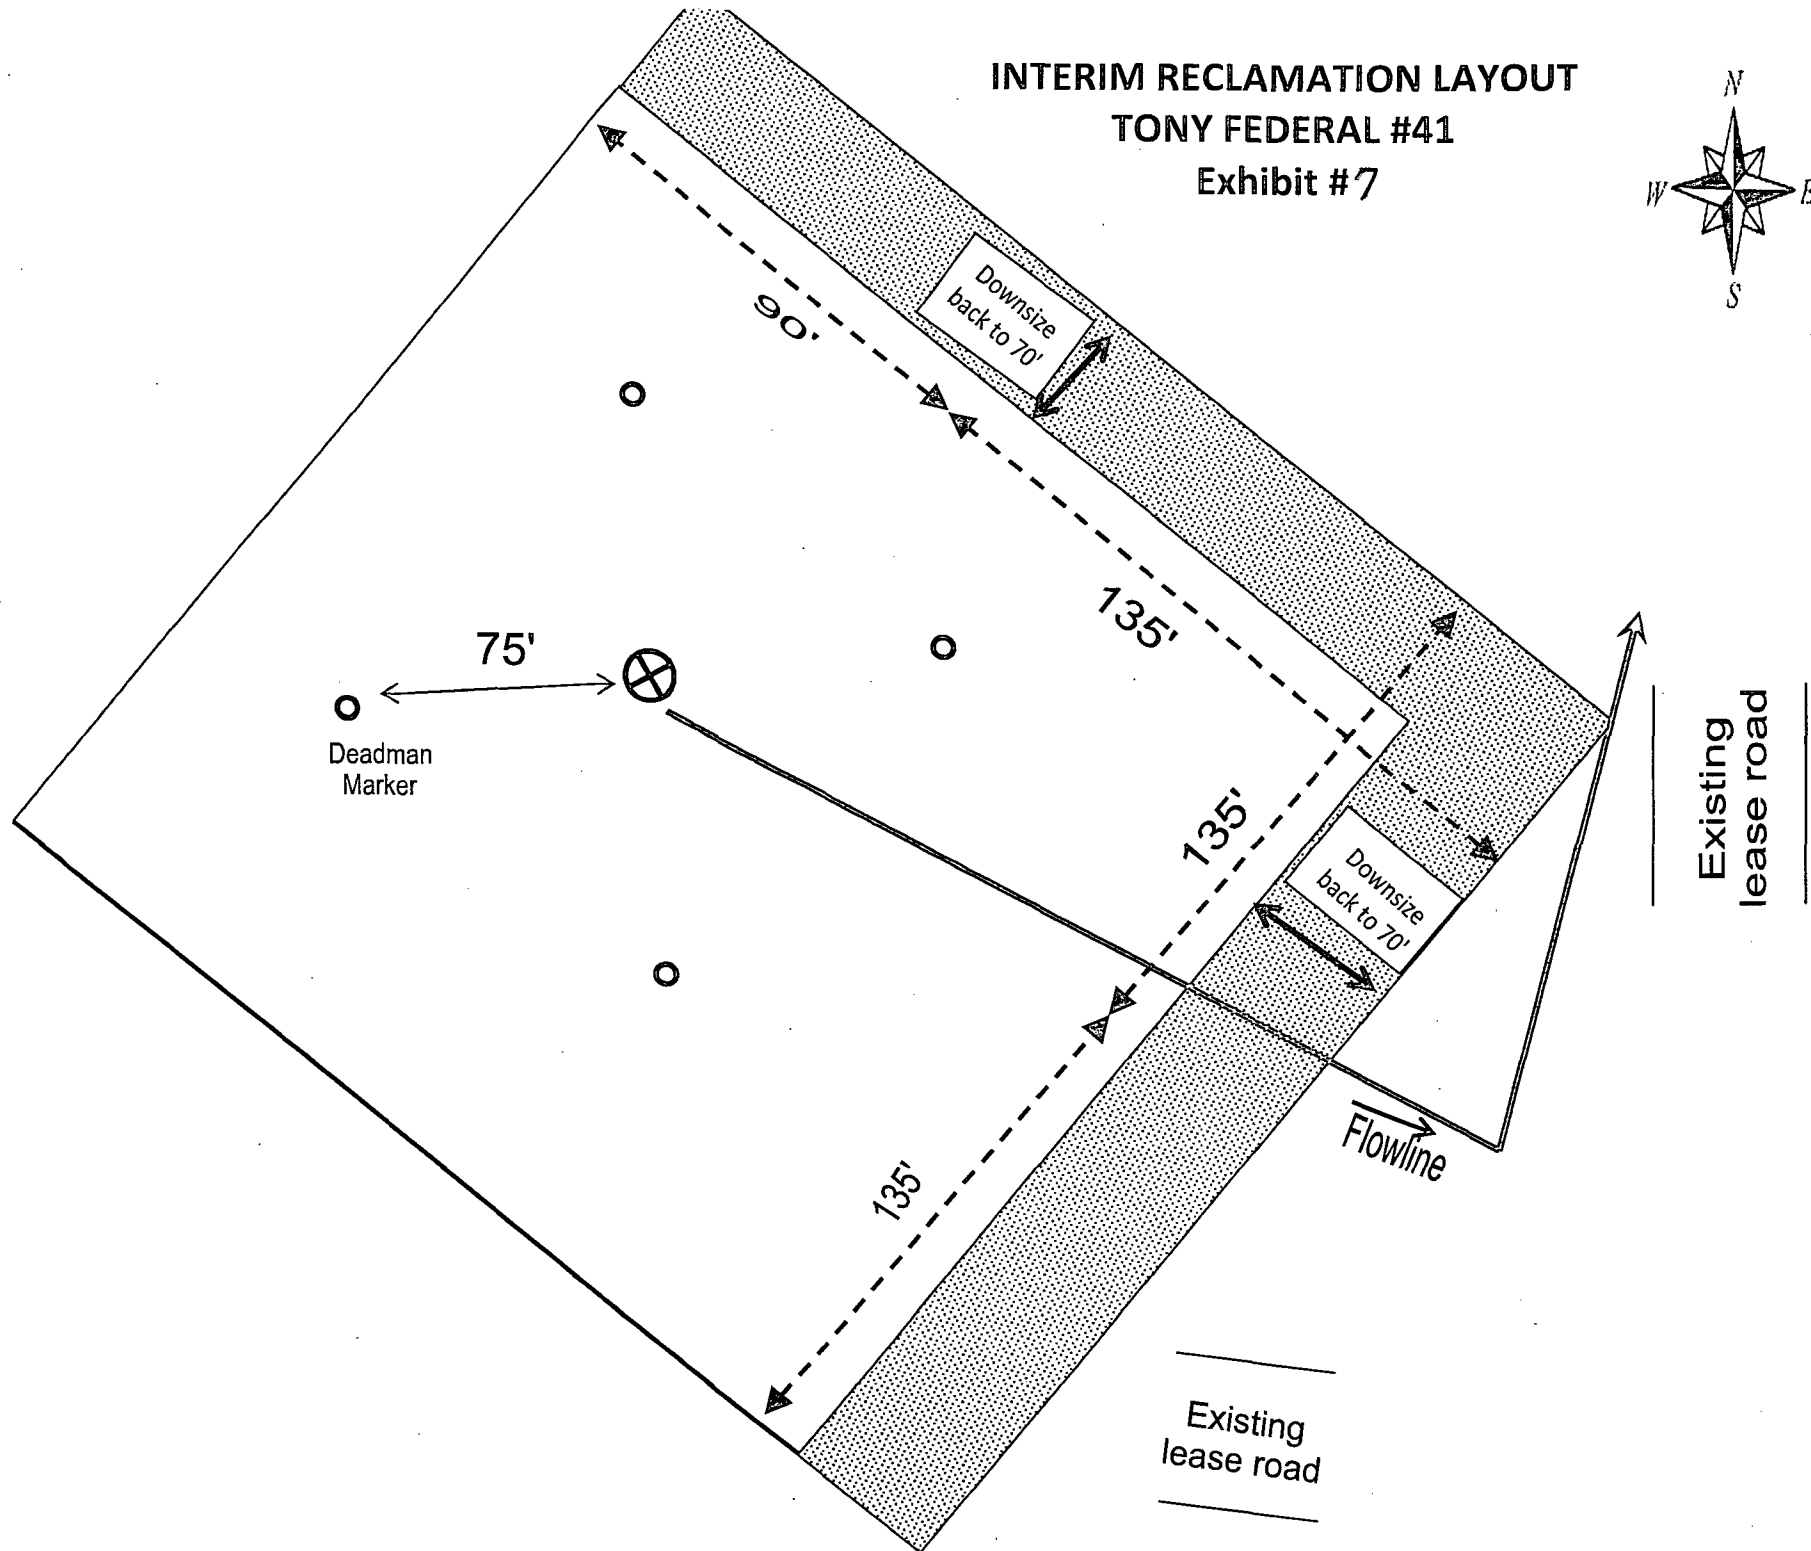 INTERIM RECLAMATION LAYOUT
TONY FEDERAL #41
Exhibit #7
N
W
E
S
Downsize
back to 70'
90'
135'
75'
Deadman
Marker
Existing
lease road
135'
Downsize
back to 70'
Flowline
135'
Existing
lease road